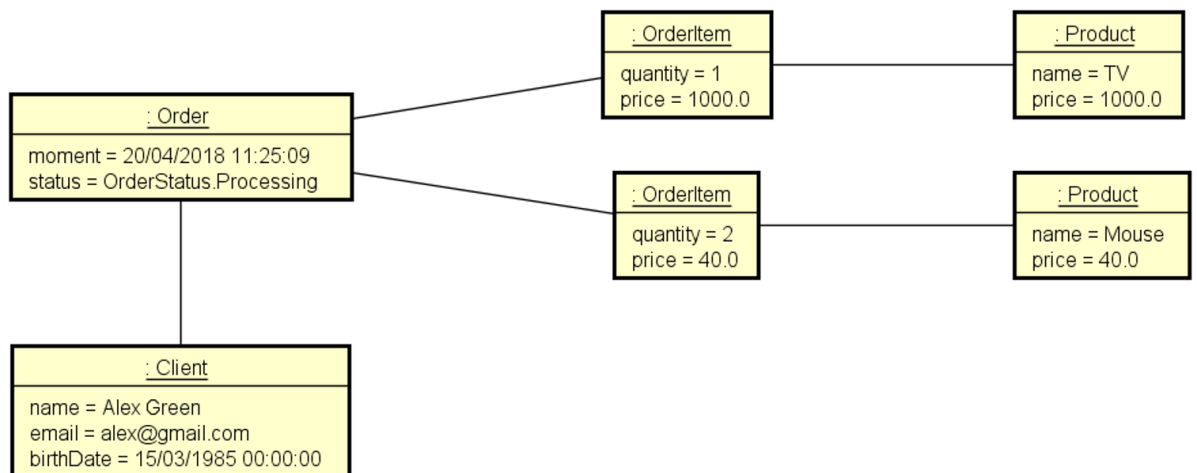 : OrderItem
quantity = 1
price = 1000.0
: Product
name = TV
price = 1000.0
: Order
moment = 20/04/2018 11:25:09
status = OrderStatus.Processing
: OrderItem
quantity = 2
price = 40.0
: Product
name = Mouse
price = 40.0
: Client
name = Alex Green
email = alex@gmail.com
birthDate = 15/03/1985 00:00:00